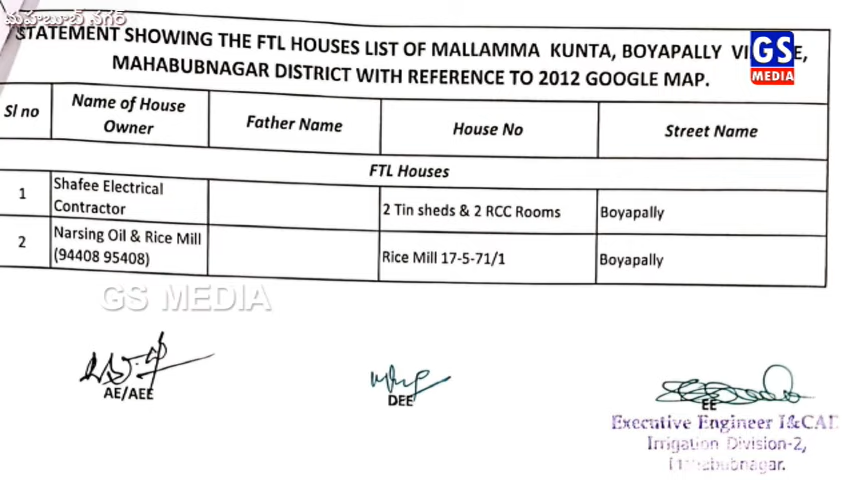 మహబూబ్ నగర్
STATEMENT SHOWING THE FTL HOUSES LIST OF MALLAMMA KUNTA, BOYAPALLY
MAHABUBNAGAR DISTRICT WITH REFERENCE TO 2012 GOOGLE MAP.
GS
MEDIA
Sl no Name of House Owner Father Name House No Street Name
FTL Houses
1 Shafee Electrical Contractor 2 Tin sheds & 2 RCC Rooms Boyapally
2 Narsing Oil & Rice Mill (94408 95408) Rice Mill 17-5-71/1 Boyapally
GS MEDIA
AE/AEE DEE EE
Executive Engineer I&CAD
Irrigation Division-2,